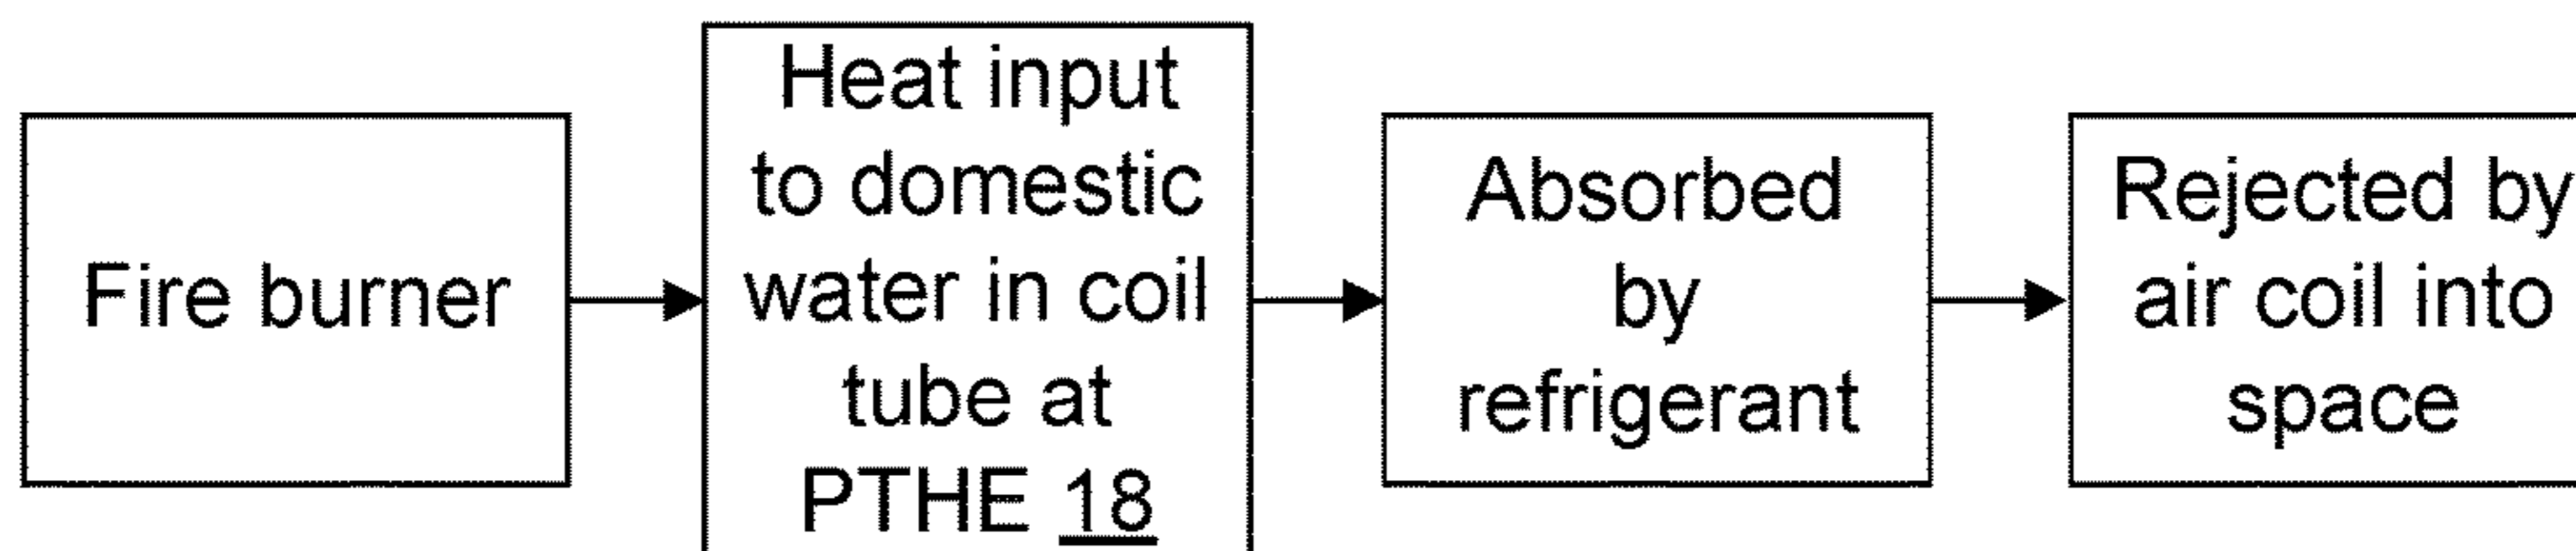 Fire burner
Heat input
to domestic
water in coil
tube at
PTHE 18
Absorbed
by
refrigerant
Rejected by
air coil into
space